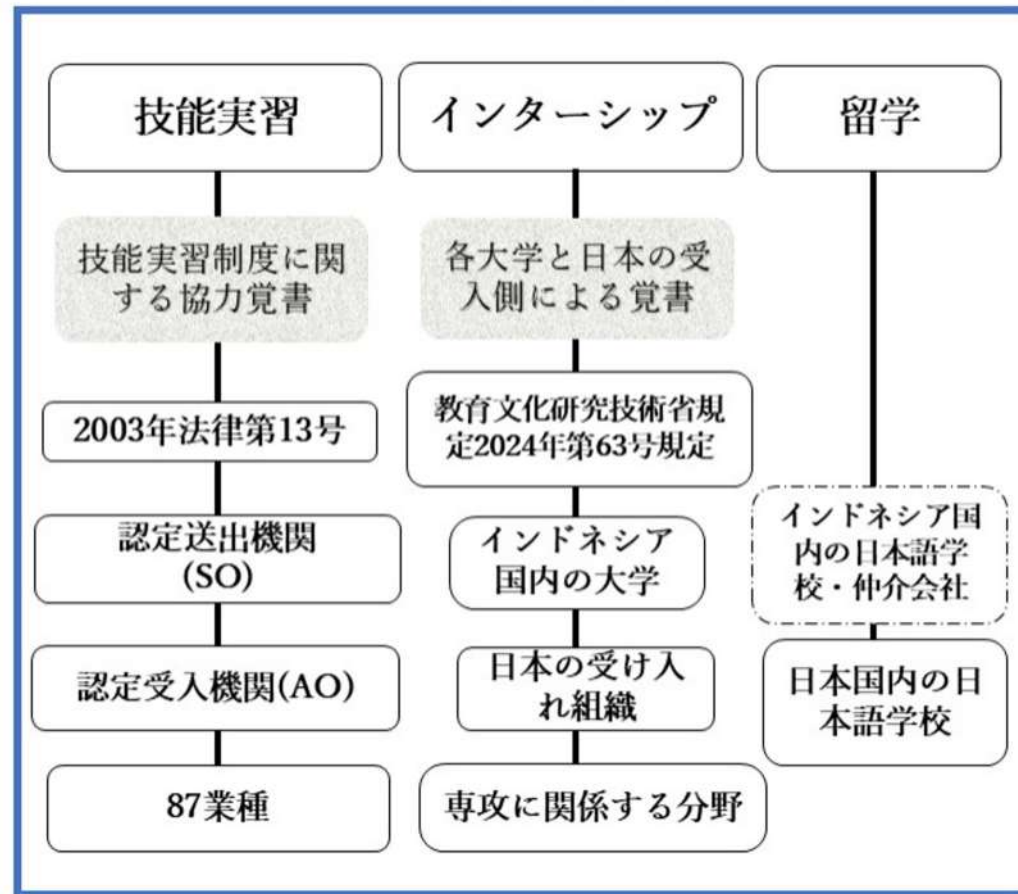 技能実習
技能実習制度に関
する協力覚書
2003年法律第13号
認定送出機関
(SO)
認定受入機関(AO)
87業種
インターシップ
各大学と日本の受
入側による覚書
教育文化研究技術省規
定2024年第63号規定
インドネシア
国内の大学
日本の受け入
れ組織
専攻に関係する分野
留学
インドネシア国
内の日本語学
校・仲介会社
日本国内の日
本語学校